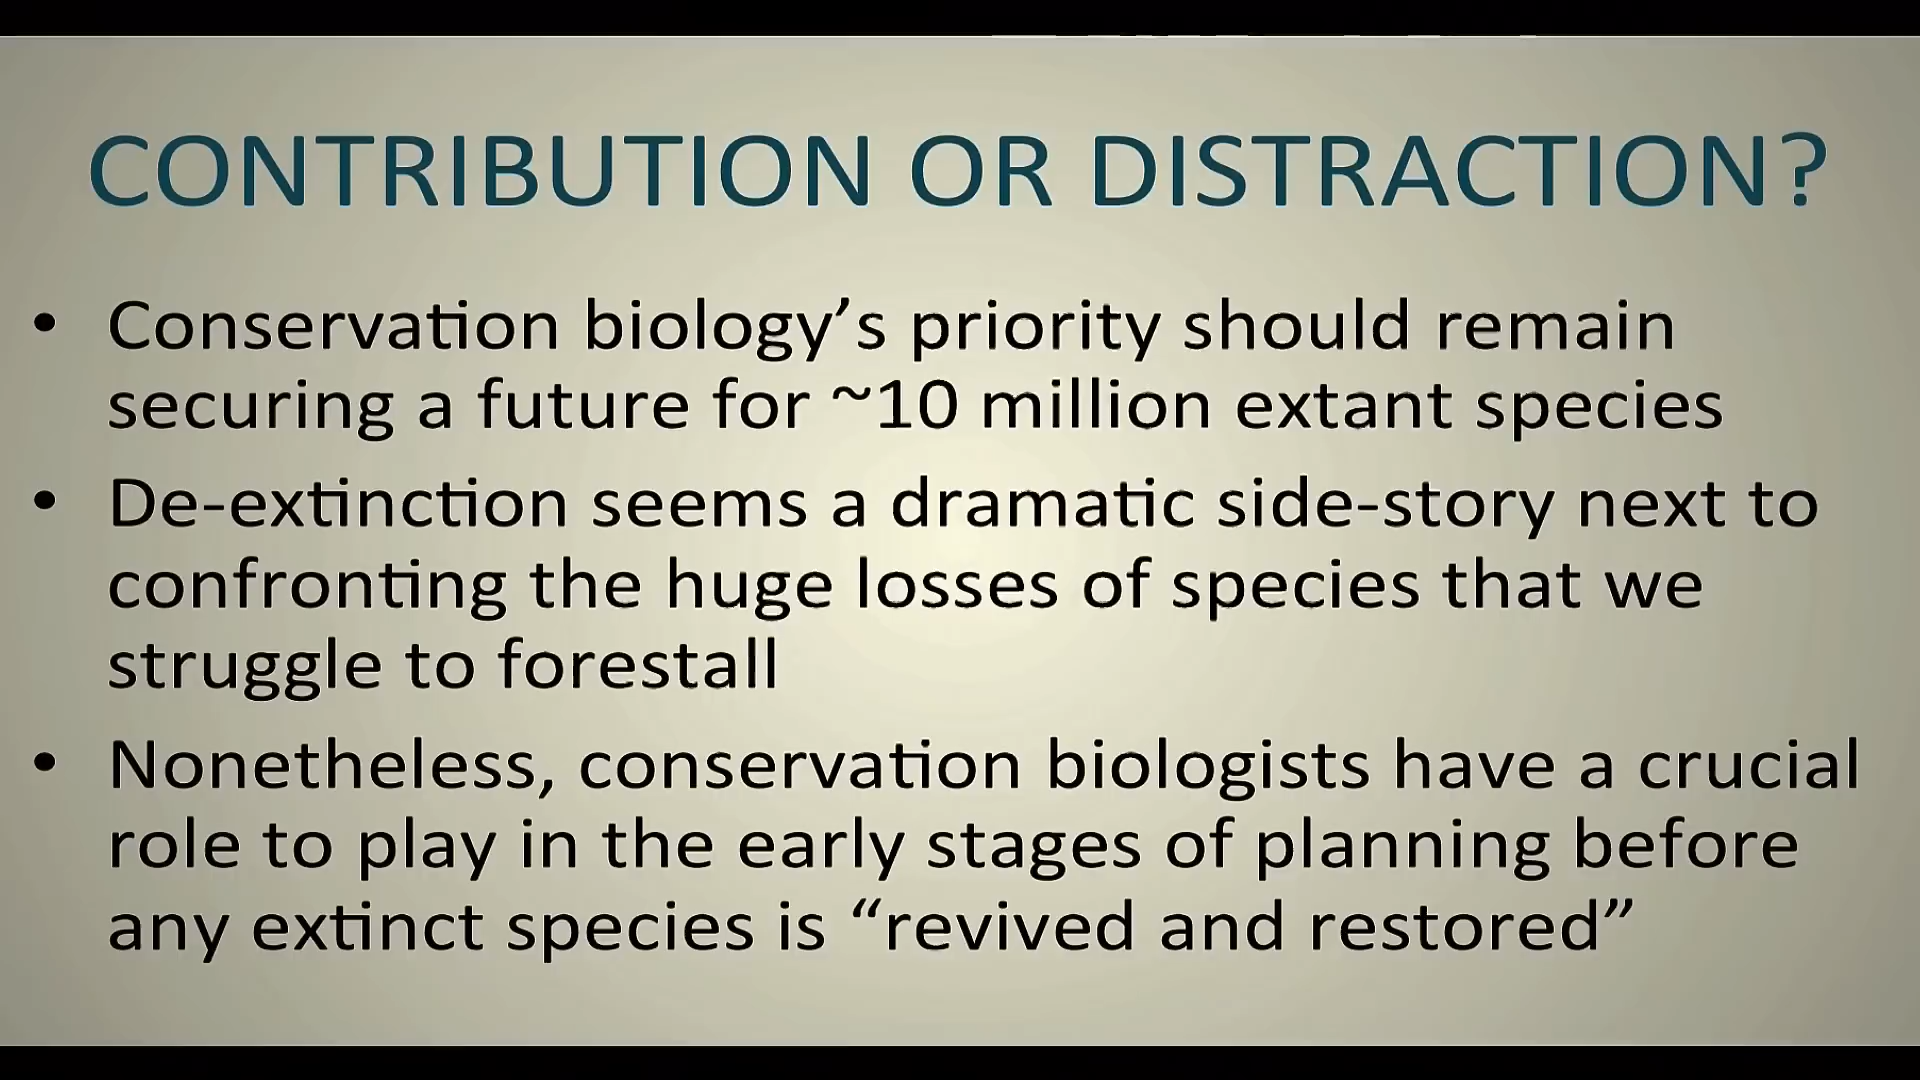 CONTRIBUTION OR DISTRACTION?
• Conservation biology’s priority should remain
securing a future for ~10 million extant species
• De-extinction seems a dramatic side-story next to
confronting the huge losses of species that we
struggle to forestall
• Nonetheless, conservation biologists have a crucial
role to play in the early stages of planning before
any extinct species is “revived and restored”